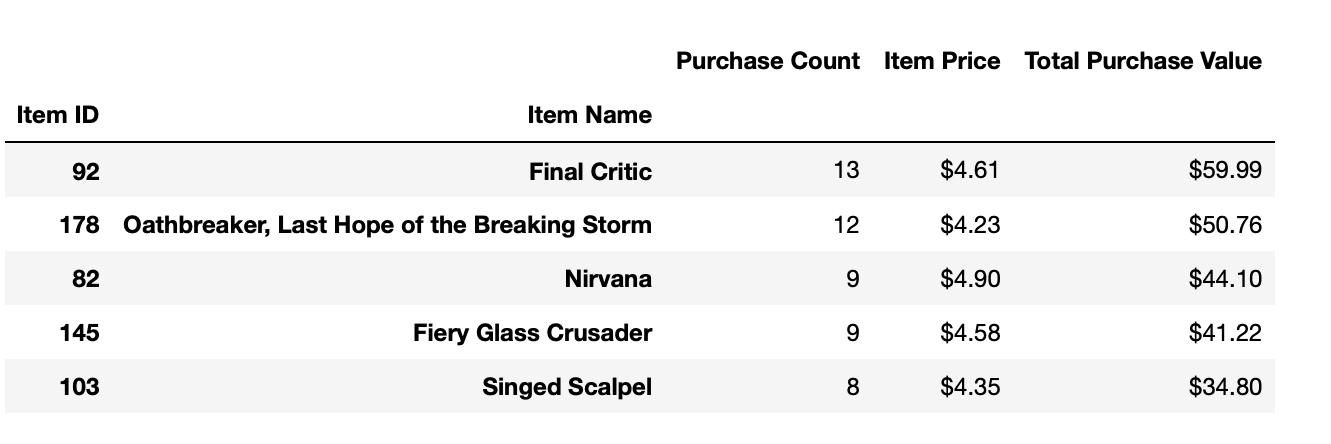 Purchase Count Item Price Total Purchase Value
Item ID Item Name
92 Final Critic 13 $4.61 $59.99
178 Oathbreaker, Last Hope of the Breaking Storm 12 $4.23 $50.76
82 Nirvana 9 $4.90 $44.10
145 Fiery Glass Crusader 9 $4.58 $41.22
103 Singed Scalpel 8 $4.35 $34.80